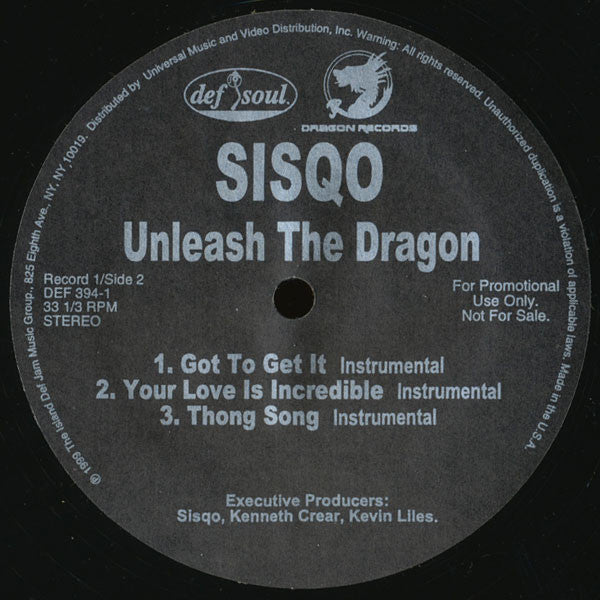 ℗ 1999 The Island Def Jam Music Group., 825 Eighth Ave., NY, NY, 10019. Distributed by Universal Music and Video Distribution, Inc. Warning: All rights reserved. Unauthorized duplication is a violation of applicable laws. Made in the U.S.A.
def soul.
DRAGON RECORDS
SISQO
Unleash The Dragon
Record 1/Side 2
DEF 394-1
33 1/3 RPM
STEREO
For Promotional
Use Only.
Not For Sale.
1. Got To Get It Instrumental
2. Your Love Is Incredible Instrumental
3. Thong Song Instrumental
Executive Producers:
Sisqo, Kenneth Crear, Kevin Liles.